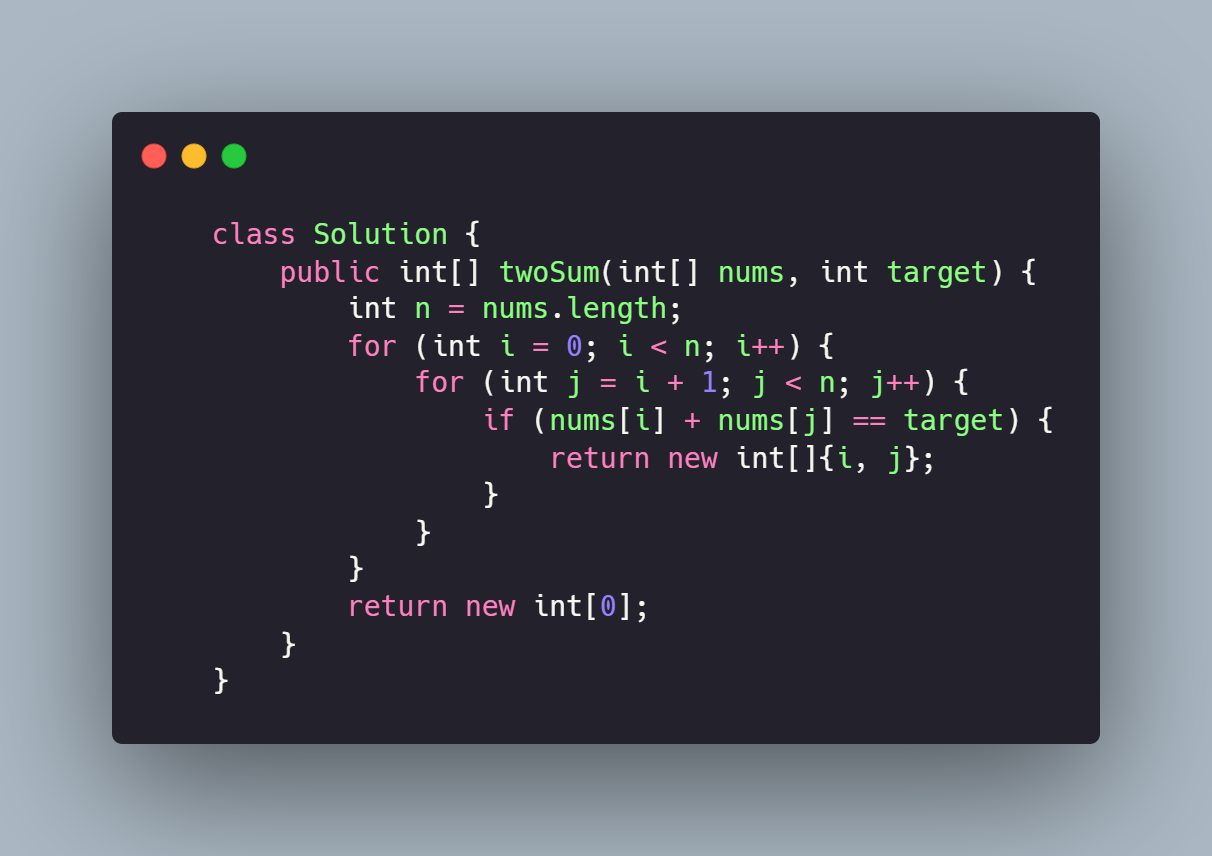 class Solution {
    public int[] twoSum(int[] nums, int target) {
        int n = nums.length;
        for (int i = 0; i < n; i++) {
            for (int j = i + 1; j < n; j++) {
                if (nums[i] + nums[j] == target) {
                    return new int[]{i, j};
                }
            }
        }
        return new int[0];
    }
}